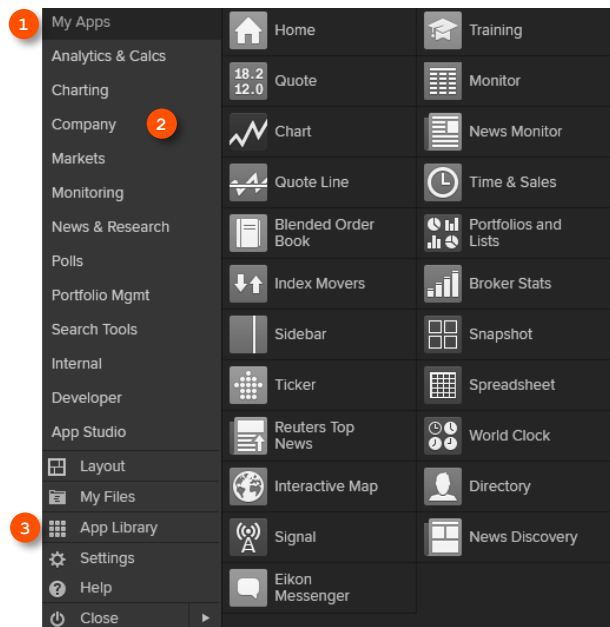 1
My Apps
Analytics & Calcs
Charting
Company
2
Markets
Monitoring
News & Research
Polls
Portfolio Mgmt
Search Tools
Internal
Developer
App Studio
Layout
My Files
3
App Library
Settings
Help
Close
Home
Training
18.2
12.0
Quote
Monitor
Chart
News Monitor
Quote Line
Time & Sales
Blended Order
Book
Portfolios and
Lists
Index Movers
Broker Stats
Sidebar
Snapshot
Ticker
Spreadsheet
Reuters Top
News
World Clock
Interactive Map
Directory
Signal
News Discovery
Eikon
Messenger